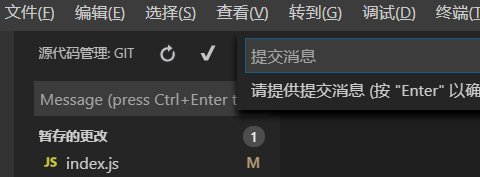 文件(F) 编辑(E) 选择(S) 查看(V) 转到(G) 调试(D) 终端(T
源代码管理: GIT
提交消息
Message (press Ctrl+Enter t
请提供提交消息 (按 "Enter" 以确
暂存的更改 1
JS index.js M